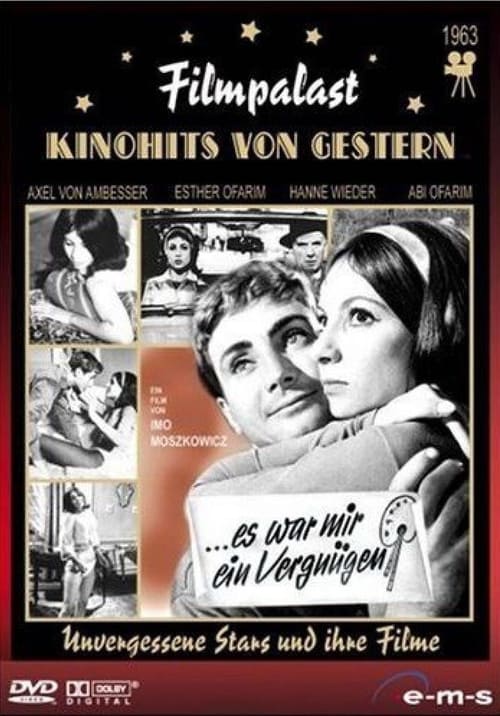 1963
Filmpalast
KINOHITS VON GESTERN
AXEL VON AMBESSER ESTHER OFARIM HANNE WIEDER ABI OFARIM
EIN
FILM
VON
IMO
MOSZKOWICZ
...es war mir
ein Vergnügen
Unvergessene Stars und ihre Filme
DVD VIDEO DOLBY DIGITAL e-m-s